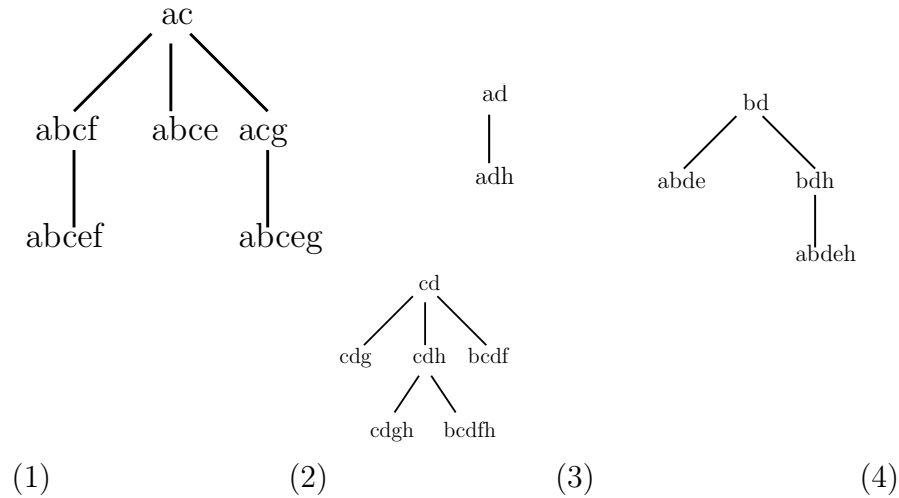 ac
abcf abce acg
abcef abceg
ad
adh
bd
abde bdh
abdeh
cd
cdg cdh bcdf
cdgh bcdfh
(1) (2) (3) (4)